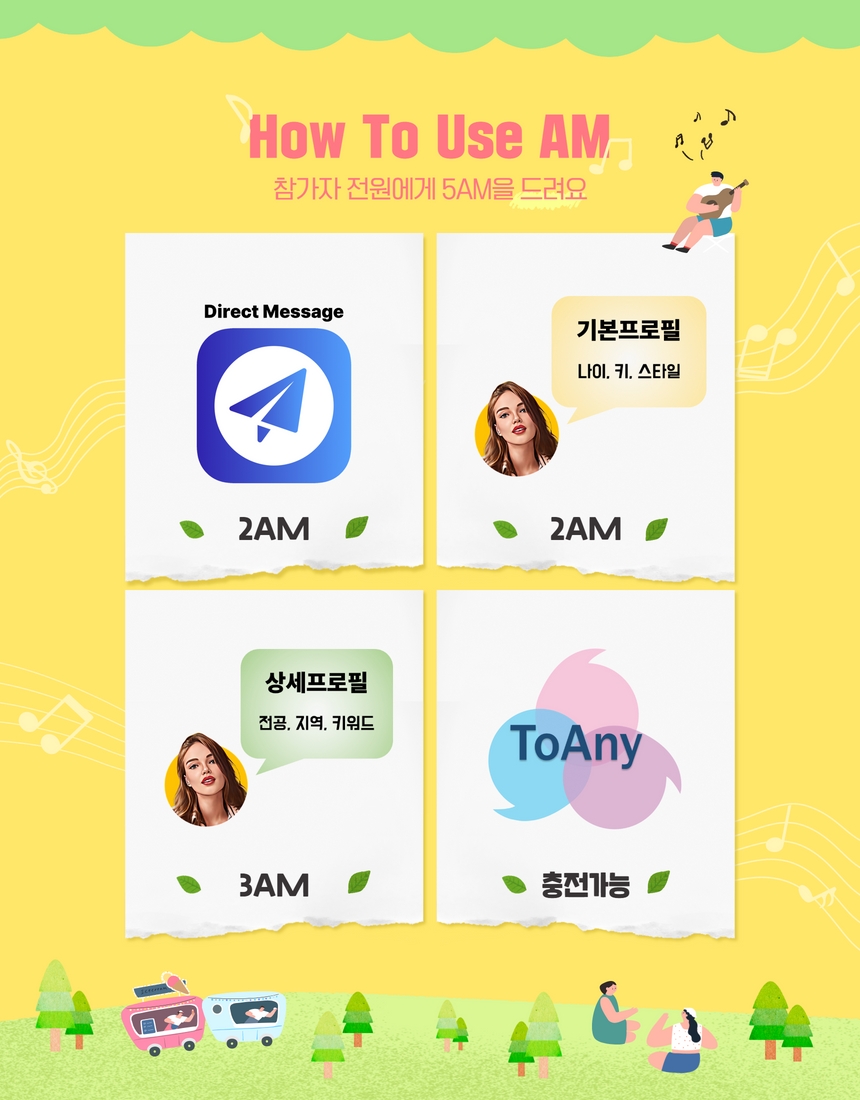 How To Use AM
참가자 전원에게 5AM을 드려요
Direct Message
2AM
기본프로필
나이, 키, 스타일
2AM
상세프로필
전공, 지역, 키워드
3AM
ToAny
충전가능